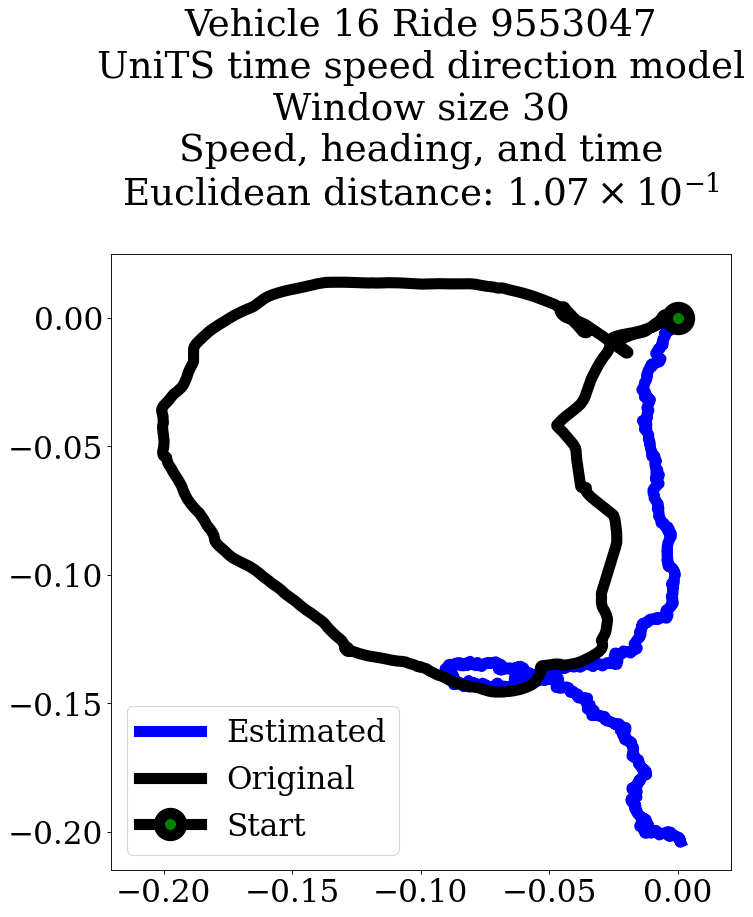 Vehicle 16 Ride 9553047
UniTS time speed direction model
Window size 30
Speed, heading, and time
Euclidean distance: 1.07 × 10⁻¹
0.00
−0.05
−0.10
−0.15
−0.20
Estimated
Original
Start
−0.20 −0.15 −0.10 −0.05 0.00